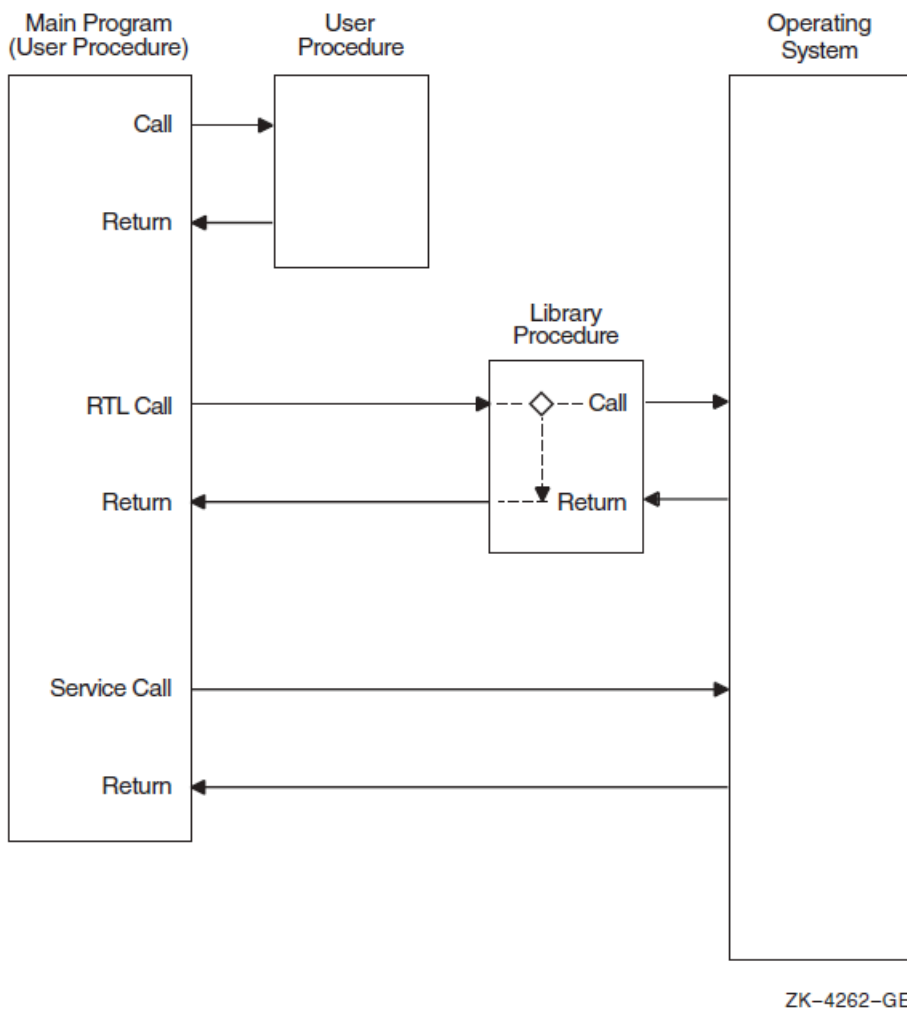 Main Program
(User Procedure)
User
Procedure
Operating
System
Call
Return
Library
Procedure
RTL Call
Call
Return
Return
Service Call
Return
ZK-4262-GE